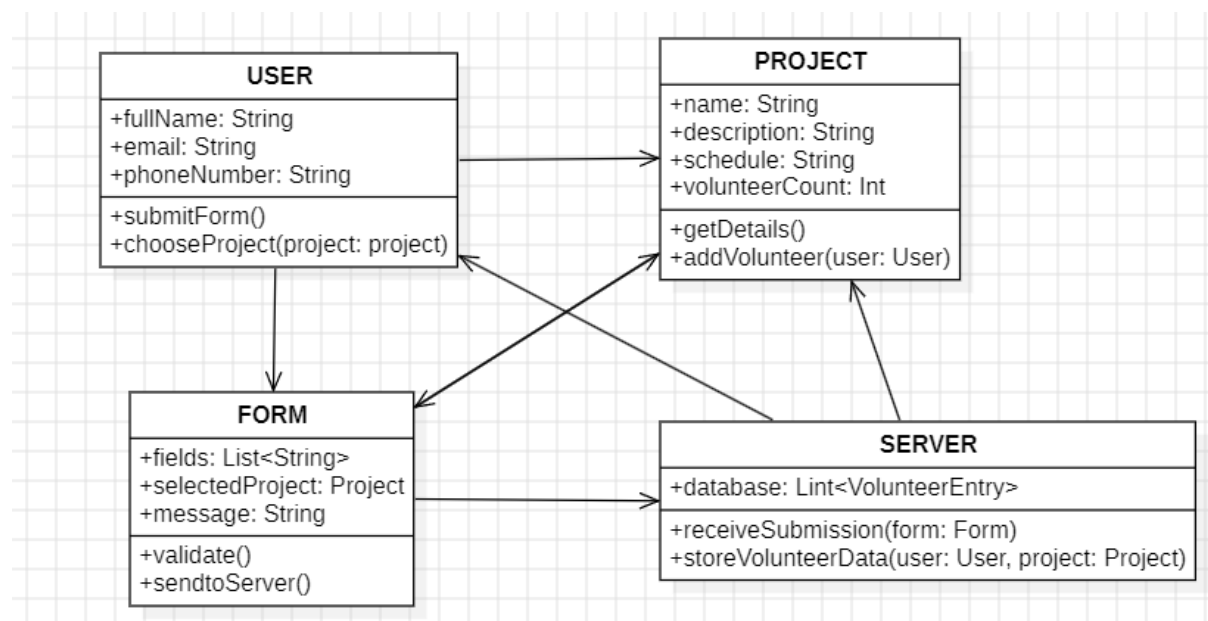 USER
+fullName: String
+email: String
+phoneNumber: String
+submitForm()
+chooseProject(project: project)
PROJECT
+name: String
+description: String
+schedule: String
+volunteerCount: Int
+getDetails()
+addVolunteer(user: User)
FORM
+fields: List<String>
+selectedProject: Project
+message: String
+validate()
+sendtoServer()
SERVER
+database: Lint<VolunteerEntry>
+receiveSubmission(form: Form)
+storeVolunteerData(user: User, project: Project)